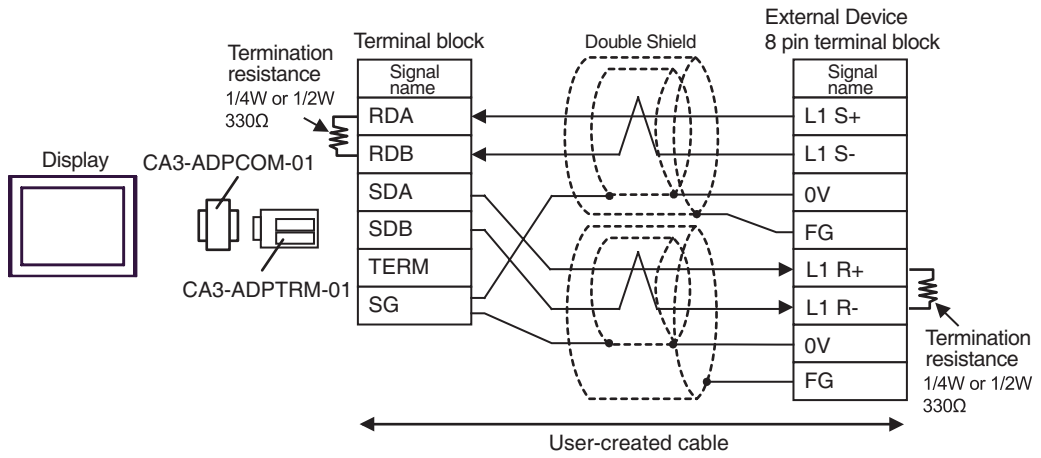 External Device
8 pin terminal block
Terminal block
Double Shield
Termination
resistance
1/4W or 1/2W
330Ω
Signal
name
RDA
RDB
SDA
SDB
TERM
SG
Signal
name
L1 S+
L1 S-
0V
FG
L1 R+
L1 R-
0V
FG
Display
CA3-ADPCOM-01
CA3-ADPTRM-01
Termination
resistance
1/4W or 1/2W
330Ω
User-created cable